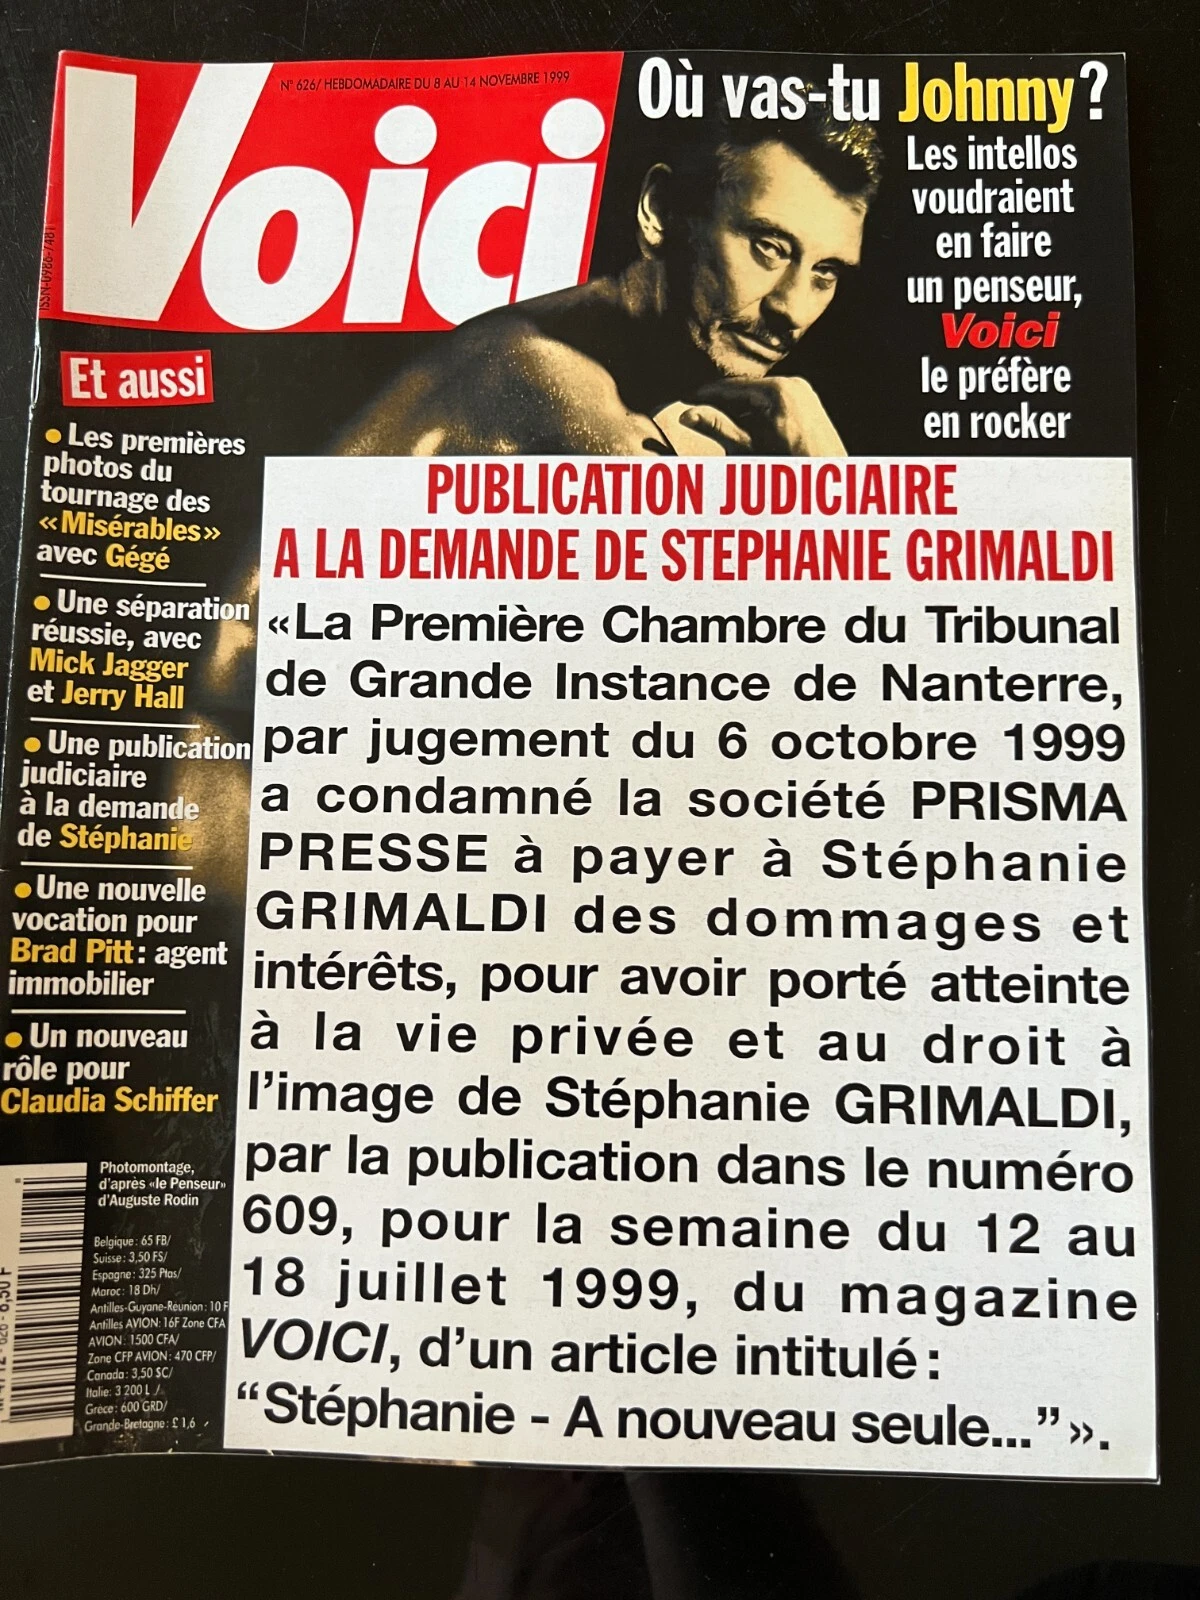 N° 626/ HEBDOMADAIRE DU 8 AU 14 NOVEMBRE 1999
Voici
Où vas-tu Johnny ?
Les intellos
voudraient
en faire
un penseur,
Voici
le préfère
en rocker
Et aussi
• Les premières
photos du
tournage des
«Misérables»
avec Gégé
• Une séparation
réussie, avec
Mick Jagger
et Jerry Hall
• Une publication
judiciaire
à la demande
de Stéphanie
• Une nouvelle
vocation pour
Brad Pitt : agent
immobilier
• Un nouveau
rôle pour
Claudia Schiffer
PUBLICATION JUDICIAIRE
A LA DEMANDE DE STEPHANIE GRIMALDI
«La Première Chambre du Tribunal
de Grande Instance de Nanterre,
par jugement du 6 octobre 1999
a condamné la société PRISMA
PRESSE à payer à Stéphanie
GRIMALDI des dommages et
intérêts, pour avoir porté atteinte
à la vie privée et au droit à
l'image de Stéphanie GRIMALDI,
par la publication dans le numéro
609, pour la semaine du 12 au
18 juillet 1999, du magazine
VOICI, d'un article intitulé :
“Stéphanie - A nouveau seule...”».
Photomontage,
d'après «le Penseur»
d'Auguste Rodin
Belgique : 65 FB/
Suisse : 3,50 FS/
Espagne : 325 Ptas/
Maroc : 18 Dh/
Antilles-Guyane-Réunion : 10 F
Antilles AVION: 16F Zone CFA
AVION : 1500 CFA/
Zone CFP AVION : 470 CFP/
Canada : 3,50 $C/
Italie : 3 200 L /
Grèce : 600 GRD/
Grande-Bretagne : £ 1,6